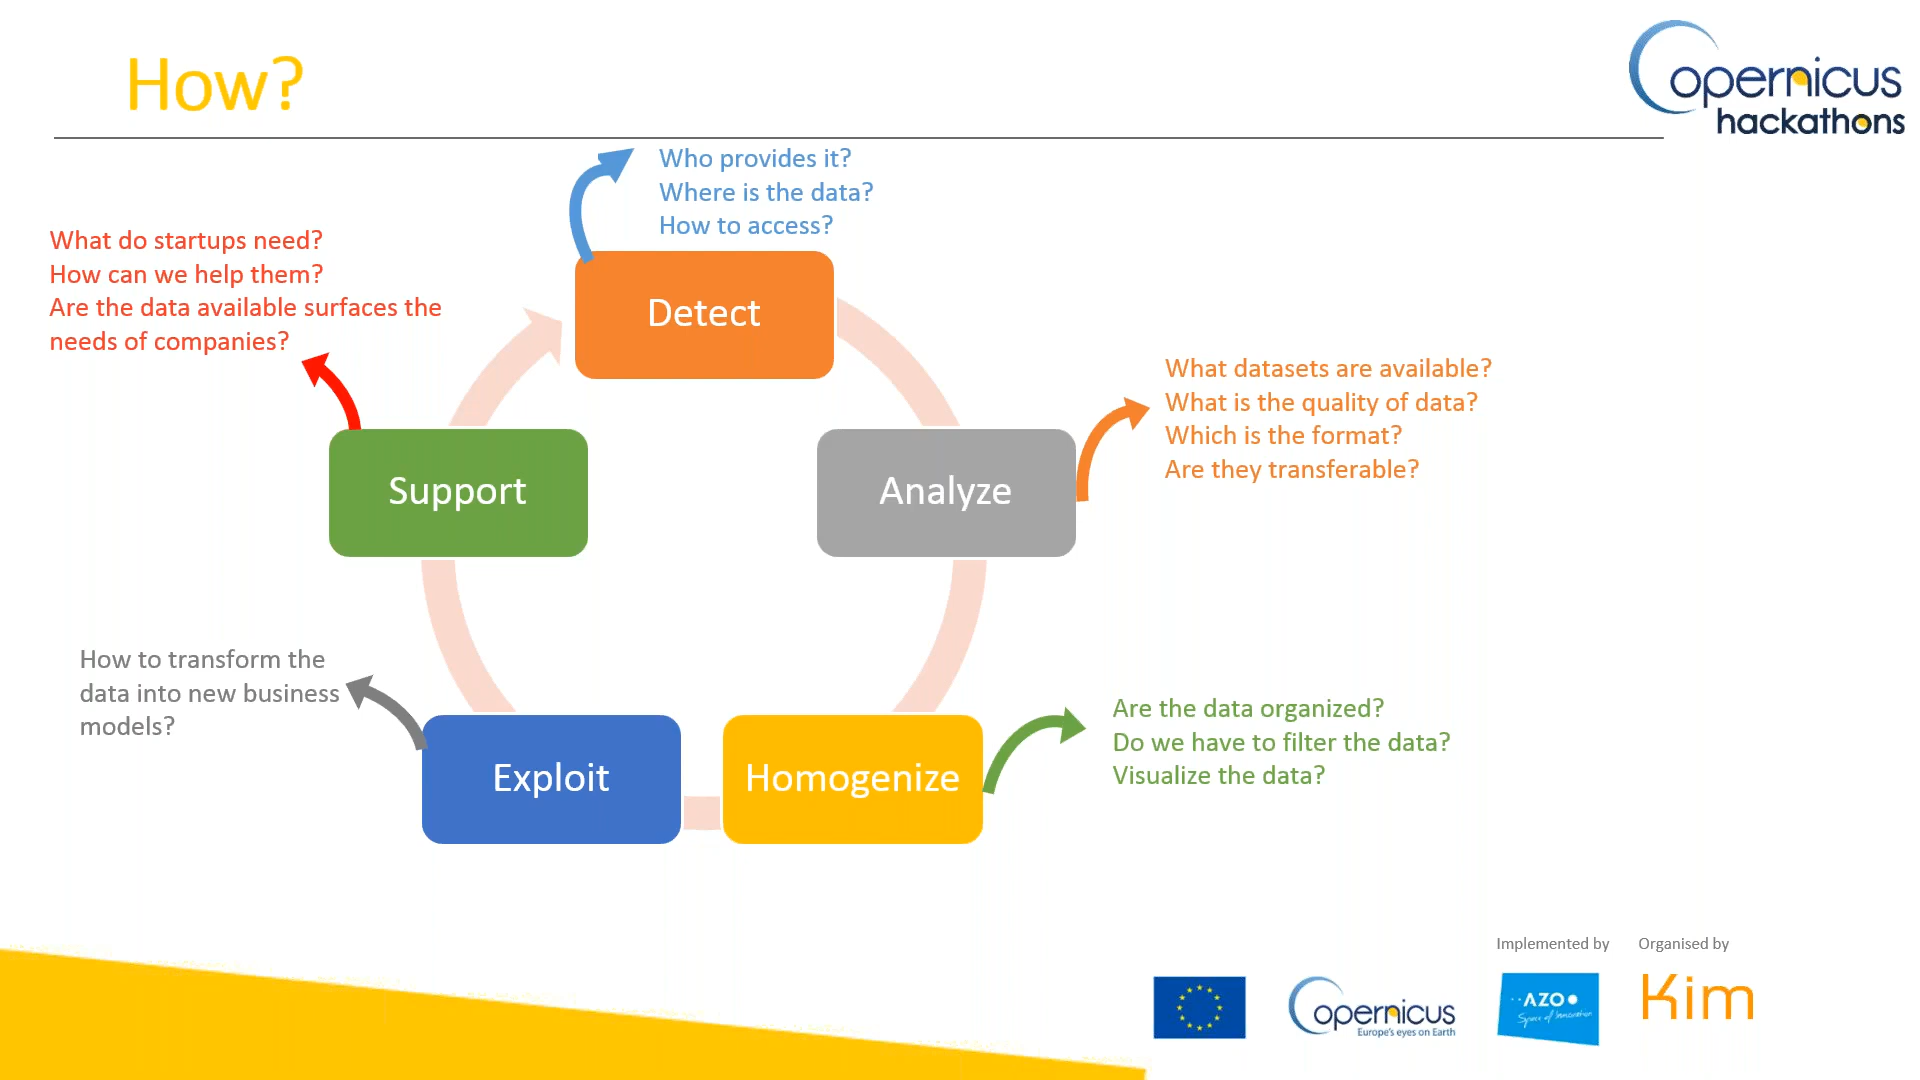 How?
Copernicus
hackathons
Who provides it?
Where is the data?
How to access?
What do startups need?
How can we help them?
Are the data available surfaces the
needs of companies?
Detect
What datasets are available?
What is the quality of data?
Which is the format?
Are they transferable?
Support
Analyze
How to transform the
data into new business
models?
Are the data organized?
Do we have to filter the data?
Visualize the data?
Exploit
Homogenize
Implemented by
Organised by
Copernicus
Europe's eyes on Earth
AZO
Space of Innovation
Kim